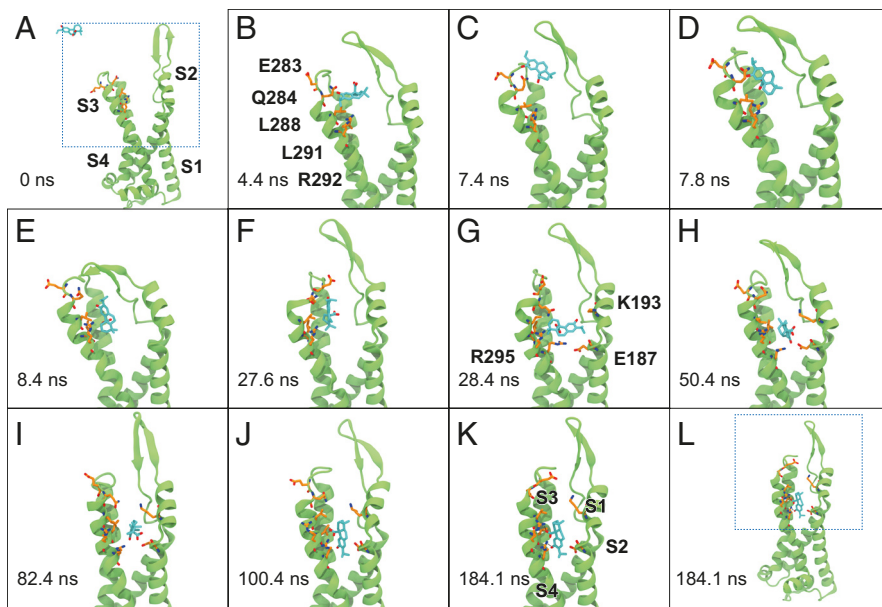 A
S2
S3
S4
S1
0 ns
B
E283
Q284
L288
L291
R292
4.4 ns
C
7.4 ns
D
7.8 ns
E
8.4 ns
F
27.6 ns
G
K193
R295
E187
28.4 ns
H
50.4 ns
I
82.4 ns
J
100.4 ns
K
S3
S1
S2
S4
184.1 ns
L
184.1 ns